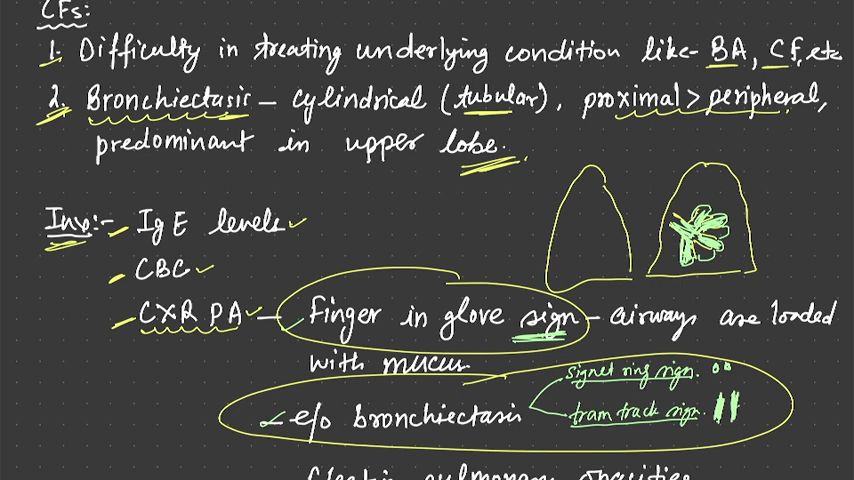 CFs:
1. Difficulty in treating underlying condition like- BA, Cf, etc
2. Bronchiectasis - cylindrical (tubular), proximal > peripheral,
predominant in upper lobe.
Inv:-
- IgE levels ✓
- CBC ✓
- CXR PA ✓ - finger in glove sign - airways are loaded
with mucus
signet ring sign.
∠ e/o bronchiectasis
tram track sign.
pulmonary opacities